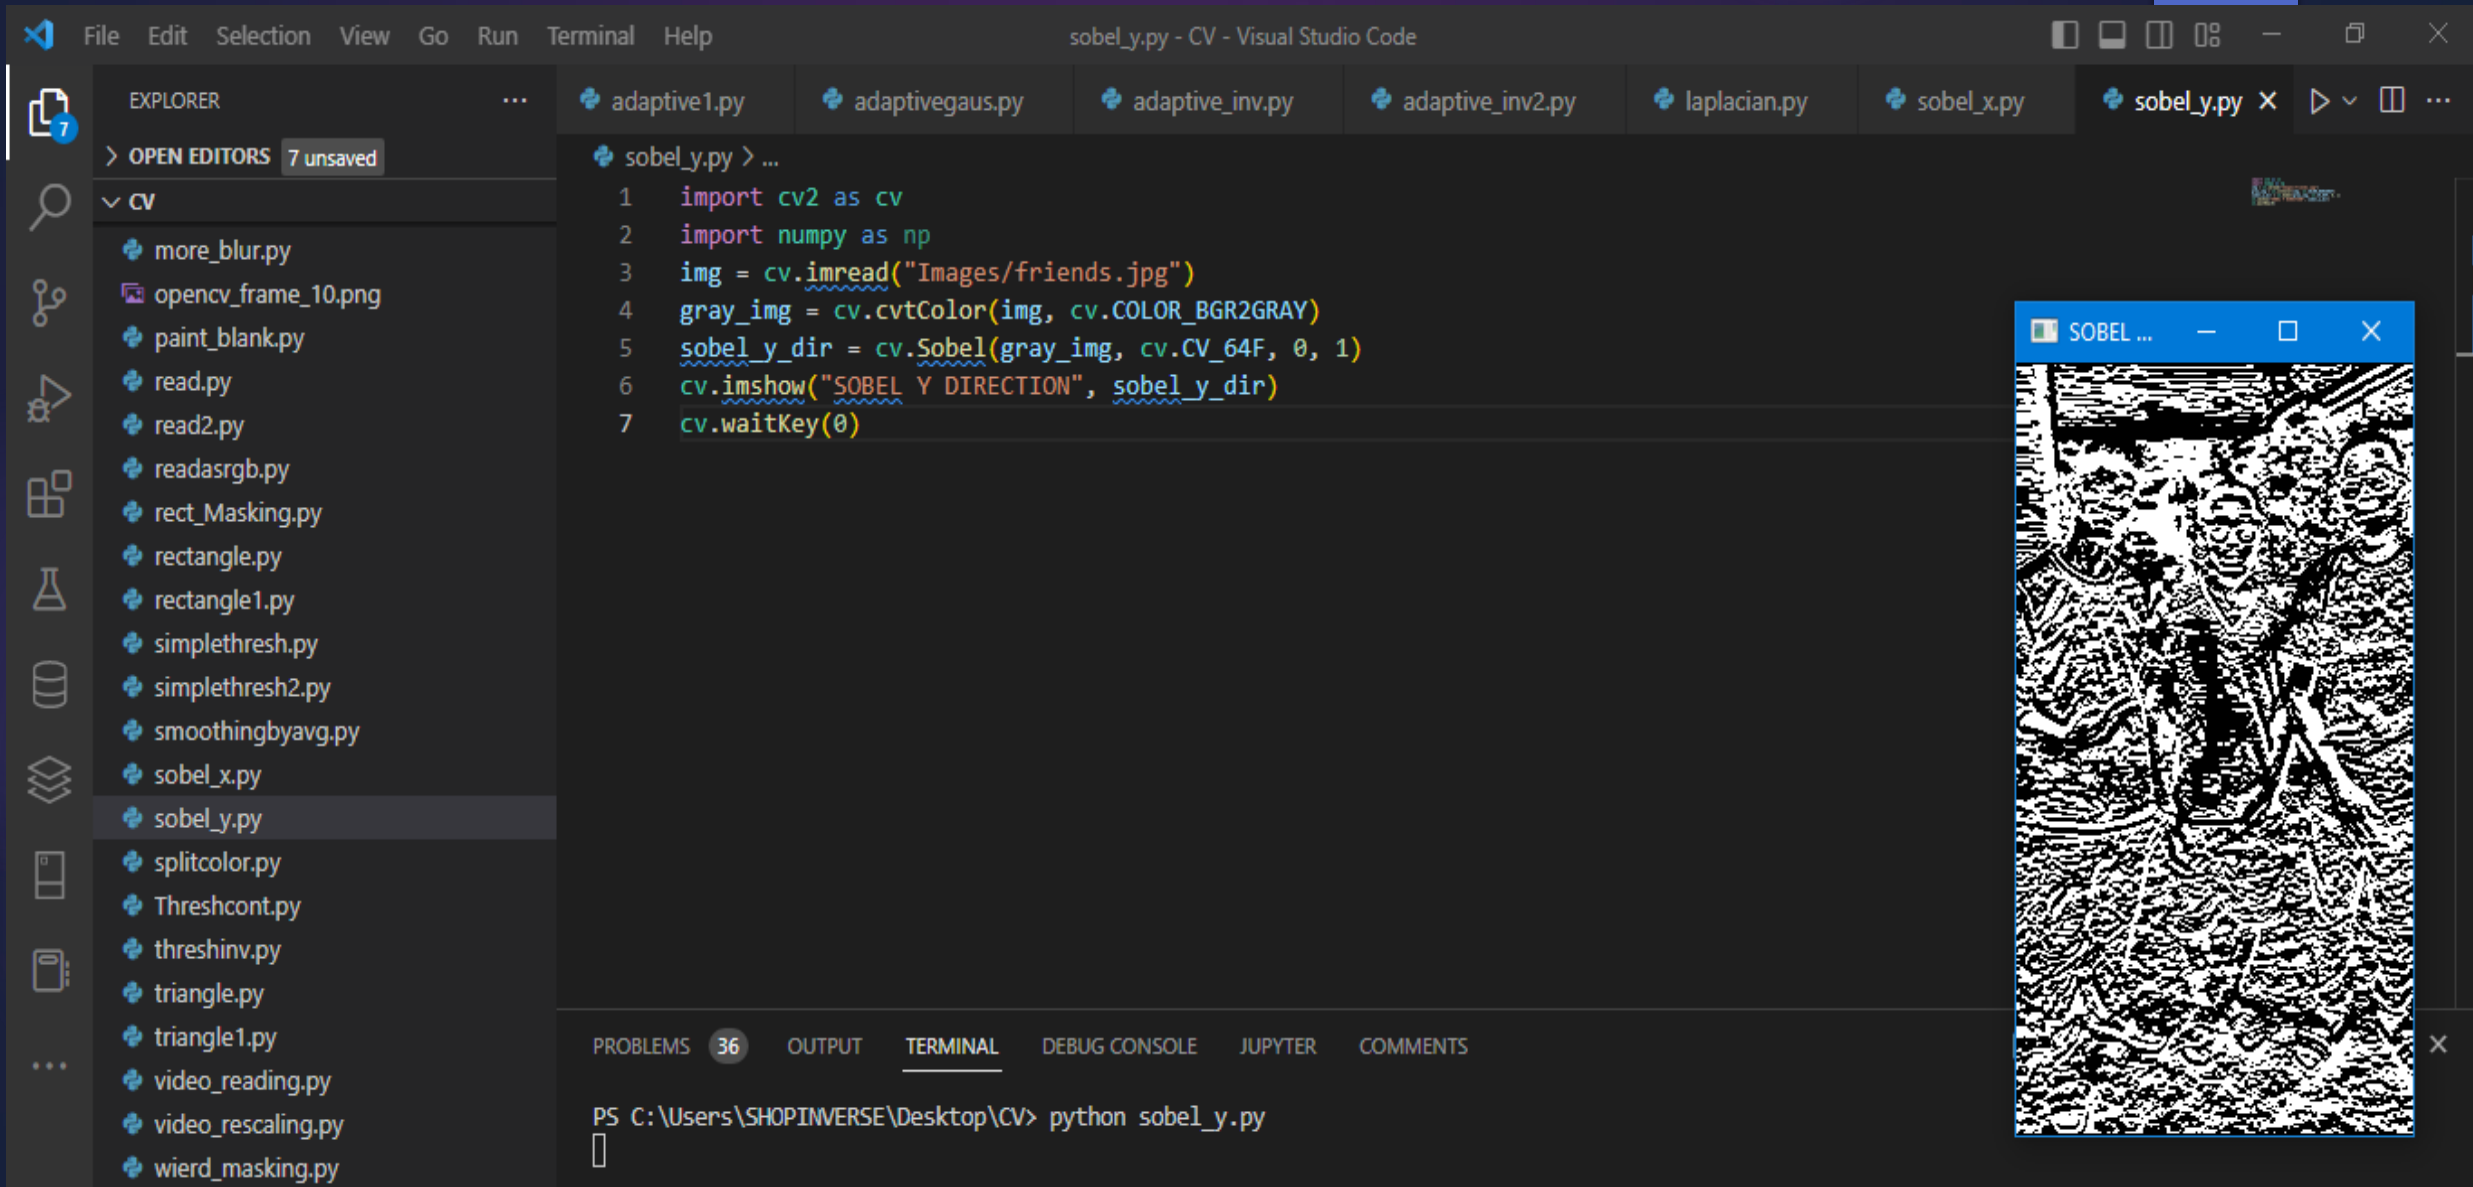 File Edit Selection View Go Run Terminal Help
sobel_y.py - CV - Visual Studio Code
EXPLORER
7
OPEN EDITORS 7 unsaved
CV
more_blur.py
opencv_frame_10.png
paint_blank.py
read.py
read2.py
readasrgb.py
rect_Masking.py
rectangle.py
rectangle1.py
simplethresh.py
simplethresh2.py
smoothingbyavg.py
sobel_x.py
sobel_y.py
splitcolor.py
Threshcont.py
threshinv.py
triangle.py
triangle1.py
video_reading.py
video_rescaling.py
wierd_masking.py
adaptive1.py adaptivegaus.py adaptive_inv.py adaptive_inv2.py laplacian.py sobel_x.py sobel_y.py
sobel_y.py > ...
1 import cv2 as cv
2 import numpy as np
3 img = cv.imread("Images/friends.jpg")
4 gray_img = cv.cvtColor(img, cv.COLOR_BGR2GRAY)
5 sobel_y_dir = cv.Sobel(gray_img, cv.CV_64F, 0, 1)
6 cv.imshow("SOBEL Y DIRECTION", sobel_y_dir)
7 cv.waitKey(0)
SOBEL ...
PROBLEMS 36 OUTPUT TERMINAL DEBUG CONSOLE JUPYTER COMMENTS
PS C:\Users\SHOPINVERSE\Desktop\CV> python sobel_y.py